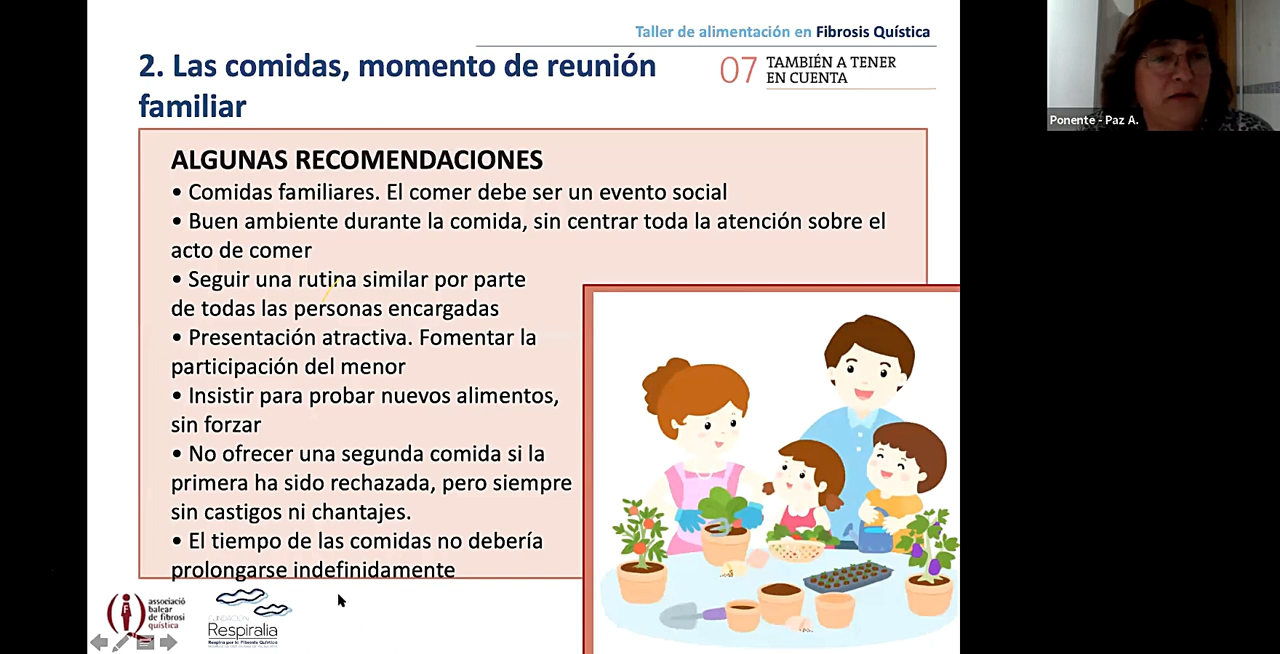 Taller de alimentación en Fibrosis Quística
2. Las comidas, momento de reunión
familiar
07 TAMBIÉN A TENER
EN CUENTA
Ponente - Paz A.
ALGUNAS RECOMENDACIONES
• Comidas familiares. El comer debe ser un evento social
• Buen ambiente durante la comida, sin centrar toda la atención sobre el
acto de comer
• Seguir una rutina similar por parte
de todas las personas encargadas
• Presentación atractiva. Fomentar la
participación del menor
• Insistir para probar nuevos alimentos,
sin forzar
• No ofrecer una segunda comida si la
primera ha sido rechazada, pero siempre
sin castigos ni chantajes.
• El tiempo de las comidas no debería
prolongarse indefinidamente
associació
balear
de fibrosi
quística
FUNDACIÓN
Respiralia